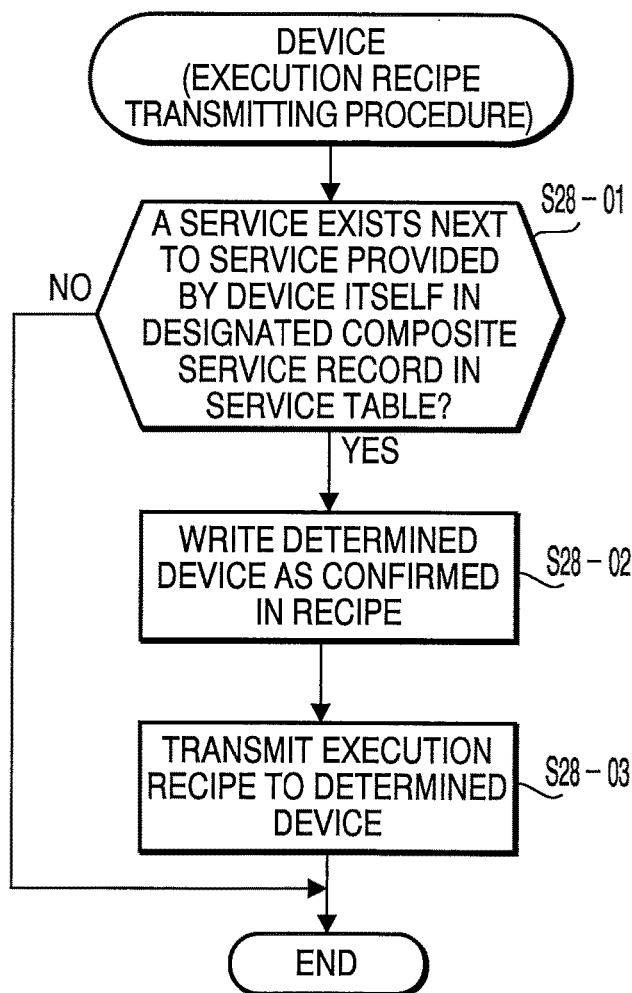 DEVICE
(EXECUTION RECIPE
TRANSMITTING PROCEDURE)
S28-01
A SERVICE EXISTS NEXT
TO SERVICE PROVIDED
BY DEVICE ITSELF IN
DESIGNATED COMPOSITE
SERVICE RECORD IN
SERVICE TABLE?
NO
YES
WRITE DETERMINED
DEVICE AS CONFIRMED
IN RECIPE
S28-02
TRANSMIT EXECUTION
RECIPE TO DETERMINED
DEVICE
S28-03
END